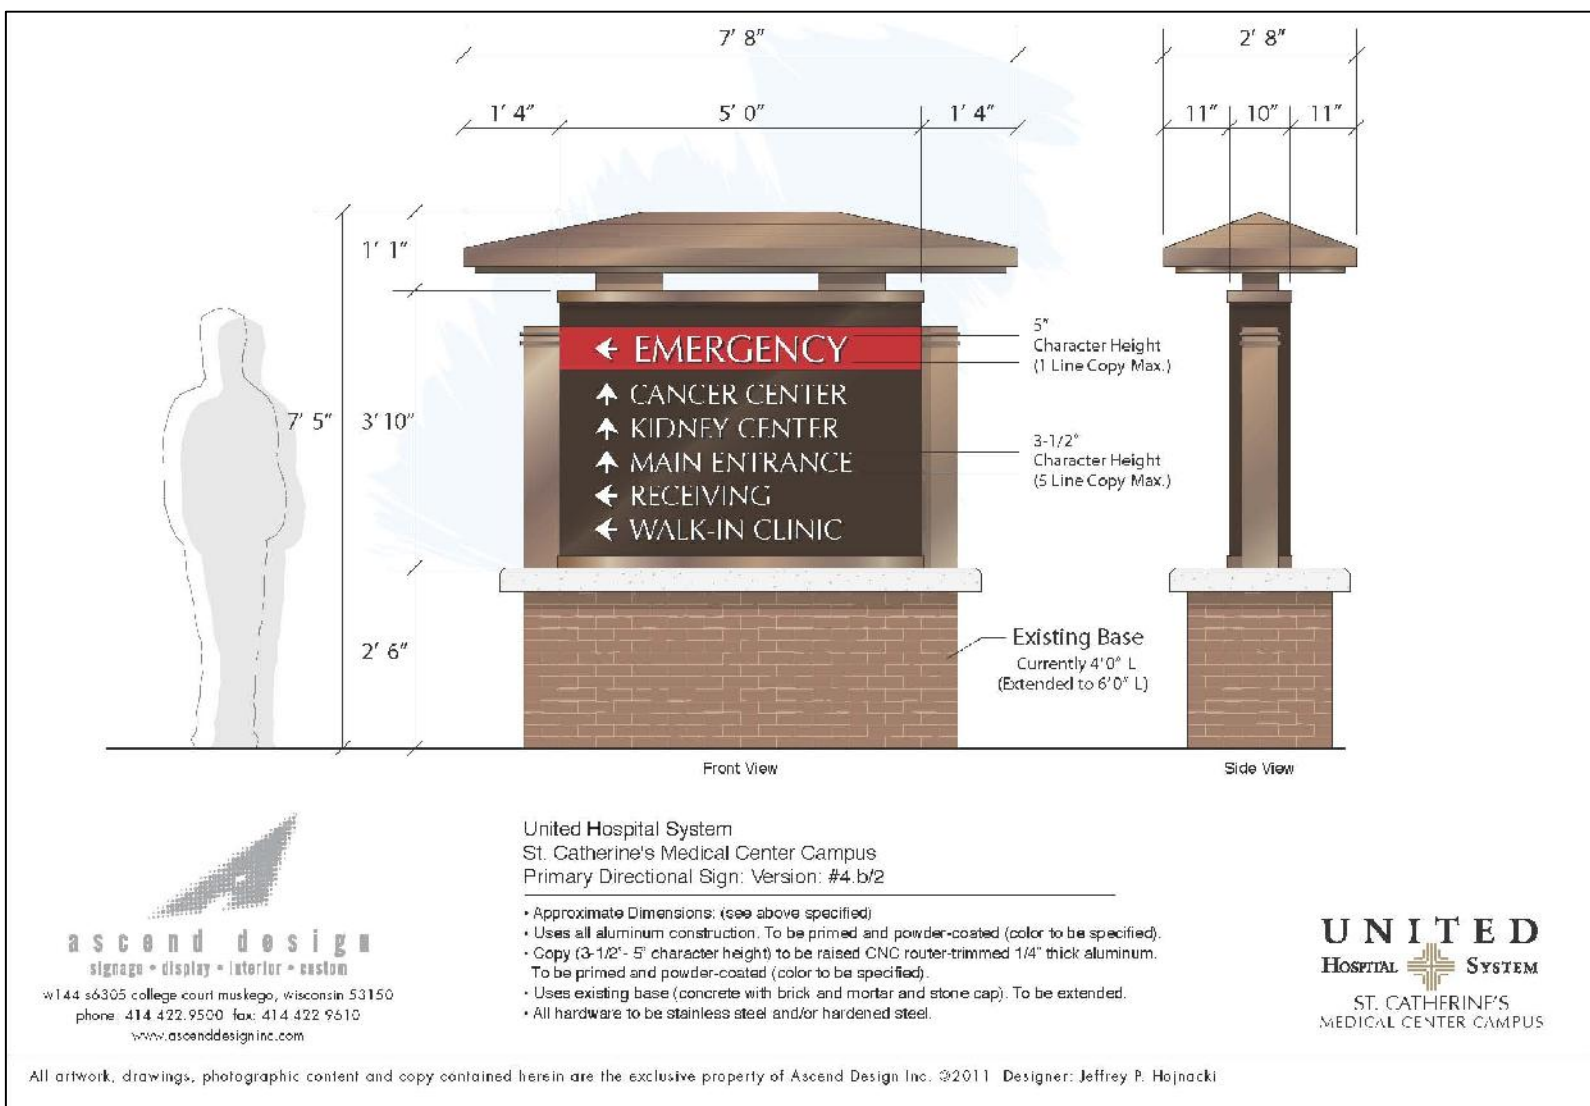 7' 8"
2' 8"
1' 4"
5' 0"
1' 4"
11"
10"
11"
1' 1"
7' 5"
3' 10"
2' 6"
EMERGENCY
CANCER CENTER
KIDNEY CENTER
MAIN ENTRANCE
RECEIVING
WALK-IN CLINIC
5"
Character Height
(1 Line Copy Max.)
3-1/2"
Character Height
(5 Line Copy Max.)
Existing Base
Currently 4'0" L
(Extended to 6'0" L)
Front View
Side View
United Hospital System
St. Catherine's Medical Center Campus
Primary Directional Sign: Version: #4.b/2
• Approximate Dimensions: (see above specified)
• Uses all aluminum construction. To be primed and powder-coated (color to be specified).
• Copy (3-1/2"- 5" character height) to be raised CNC router-trimmed 1/4" thick aluminum.
To be primed and powder-coated (color to be specified).
• Uses existing base (concrete with brick and mortar and stone cap). To be extended.
• All hardware to be stainless steel and/or hardened steel.
ascend design
signage • display • interior • custom
w144 s6305 college court muskego, wisconsin 53150
phone: 414.422.9500 fax: 414.422.9610
www.ascenddesigninc.com
UNITED
HOSPITAL SYSTEM
ST. CATHERINE'S
MEDICAL CENTER CAMPUS
All artwork, drawings, photographic content and copy contained herein are the exclusive property of Ascend Design Inc. ©2011 Designer: Jeffrey P. Hojnacki